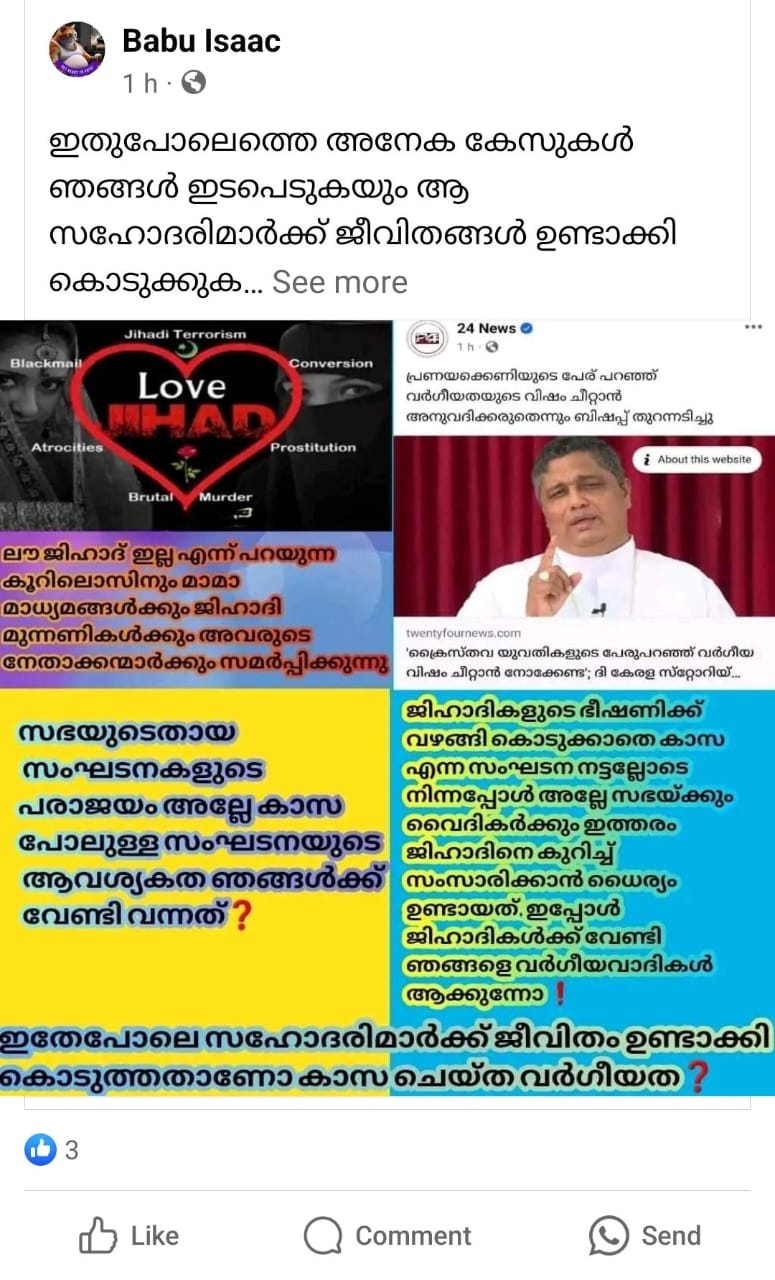 Babu Isaac
1 h
ഇതുപോലെത്തെ അനേക കേസുകൾ
ഞങ്ങൾ ഇടപെടുകയും ആ
സഹോദരിമാർക്ക് ജീവിതങ്ങൾ ഉണ്ടാക്കി
കൊടുക്കുക... See more
Jihadi Terrorism
Blackmail
Conversion
Love
JIHAD
Atrocities
Prostitution
Brutal Murder
ലൗ ജിഹാദ് ഇല്ല എന്ന് പറയുന്ന
കൂറിലൊസിനും മാമാ
മാധ്യമങ്ങൾക്കും ജിഹാദി
മുന്നണികൾക്കും അവരുടെ
നേതാക്കന്മാർക്കും സമർപ്പിക്കുന്നു
24 News
1 h
പ്രണയക്കെണിയുടെ പേര് പറഞ്ഞ്
വർഗീയതയുടെ വിഷം ചീറ്റാൻ
അനുവദിക്കരുതെന്നും ബിഷപ്പ് തുറന്നടിച്ചു
24
i About this website
twentyfournews.com
'ക്രൈസ്തവ യുവതികളുടെ പേരുപറഞ്ഞ് വർഗീയ
വിഷം ചീറ്റാൻ നോക്കേണ്ട'; ദി കേരള സ്റ്റോറിയ്...
സഭയുടെതായ
സംഘടനകളുടെ
പരാജയം അല്ലേ കാസ
പോലുള്ള സംഘടനയുടെ
ആവശ്യകത ഞങ്ങൾക്ക്
വേണ്ടി വന്നത്❓
ജിഹാദികളുടെ ഭീഷണിക്ക്
വഴങ്ങി കൊടുക്കാതെ കാസ
എന്ന സംഘടന നട്ടല്ലോടെ
നിന്നപ്പോൾ അല്ലേ സഭയ്ക്കും
വൈദികർക്കും ഇത്തരം
ജിഹാദിനെ കുറിച്ച്
സംസാരിക്കാൻ ധൈര്യം
ഉണ്ടായത്. ഇപ്പോൾ
ജിഹാദികൾക്ക് വേണ്ടി
ഞങ്ങളെ വർഗീയവാദികൾ
ആക്കുന്നോ❗
ഇതേപോലെ സഹോദരിമാർക്ക് ജീവിതം ഉണ്ടാക്കി
കൊടുത്തതാണോ കാസ ചെയ്ത വർഗീയത❓
3
Like
Comment
Send